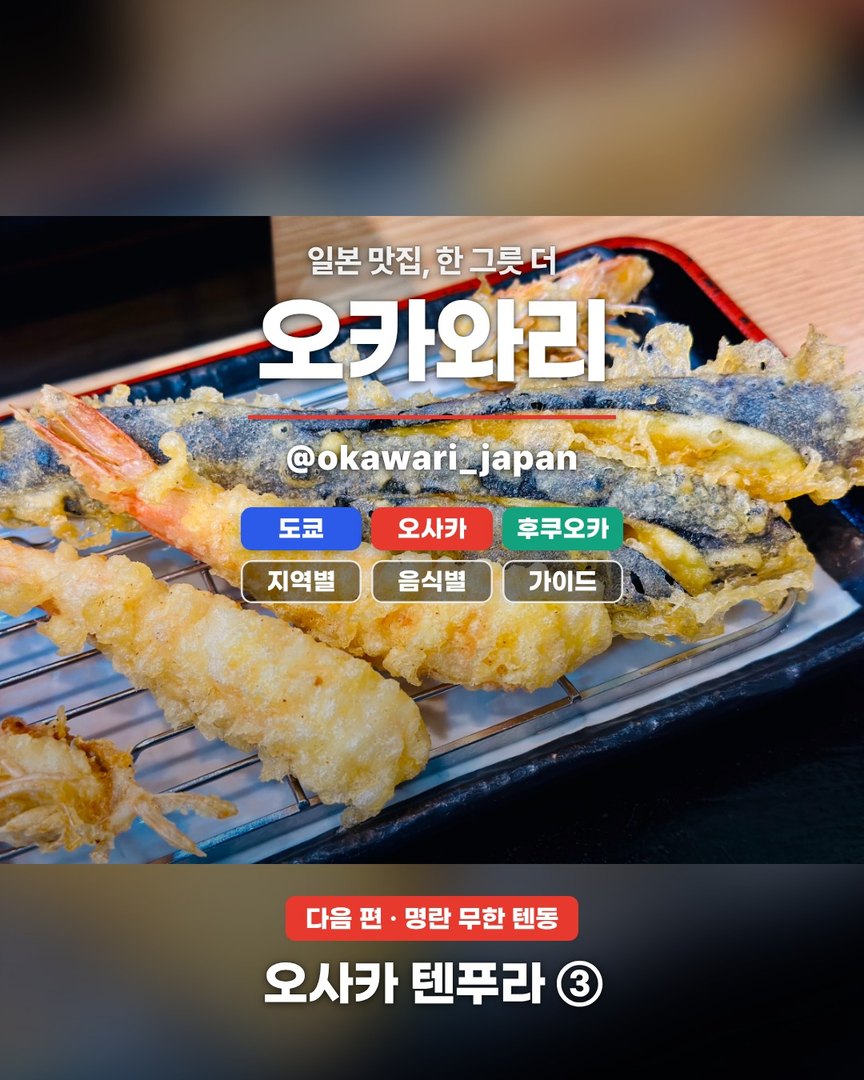 일본 맛집, 한 그릇 더
오카와리
@okawari_japan
도쿄 오사카 후쿠오카
지역별 음식별 가이드
다음 편 · 명란 무한 텐동
오사카 텐푸라 ③